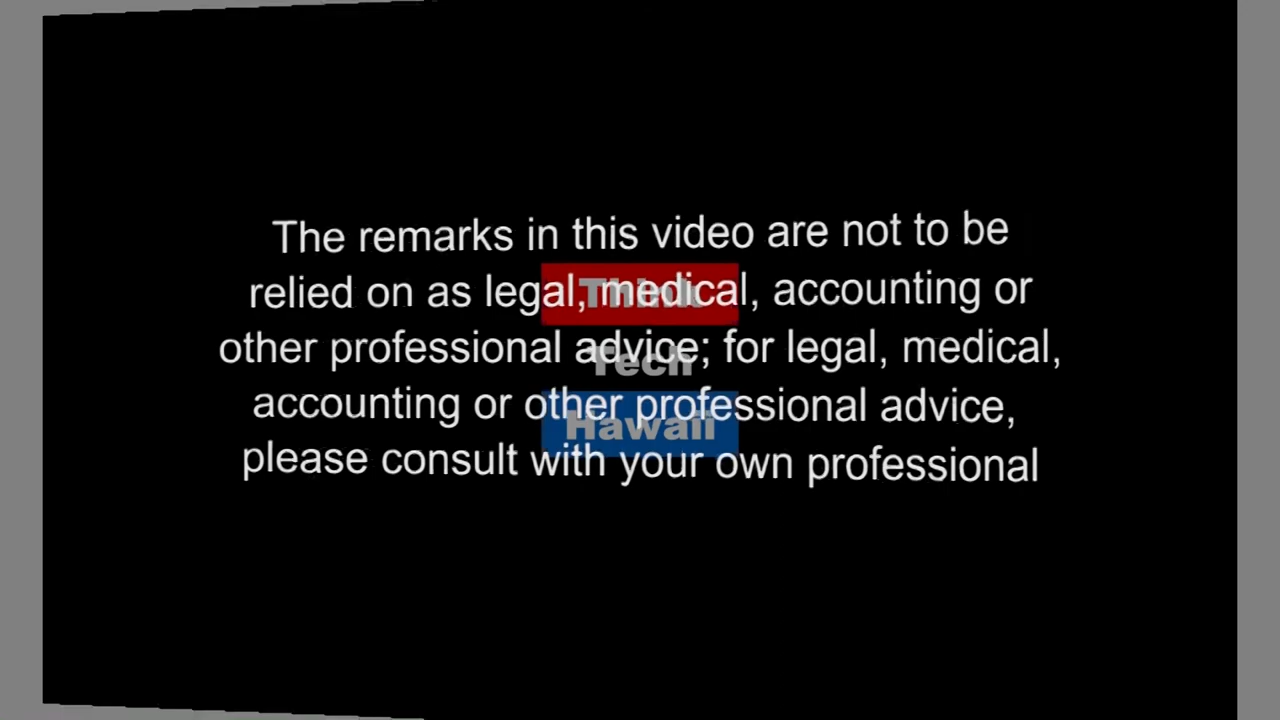 The remarks in this video are not to be
relied on as legal, medical, accounting or
other professional advice; for legal, medical,
accounting or other professional advice,
please consult with your own professional
Think
Tech
Hawaii